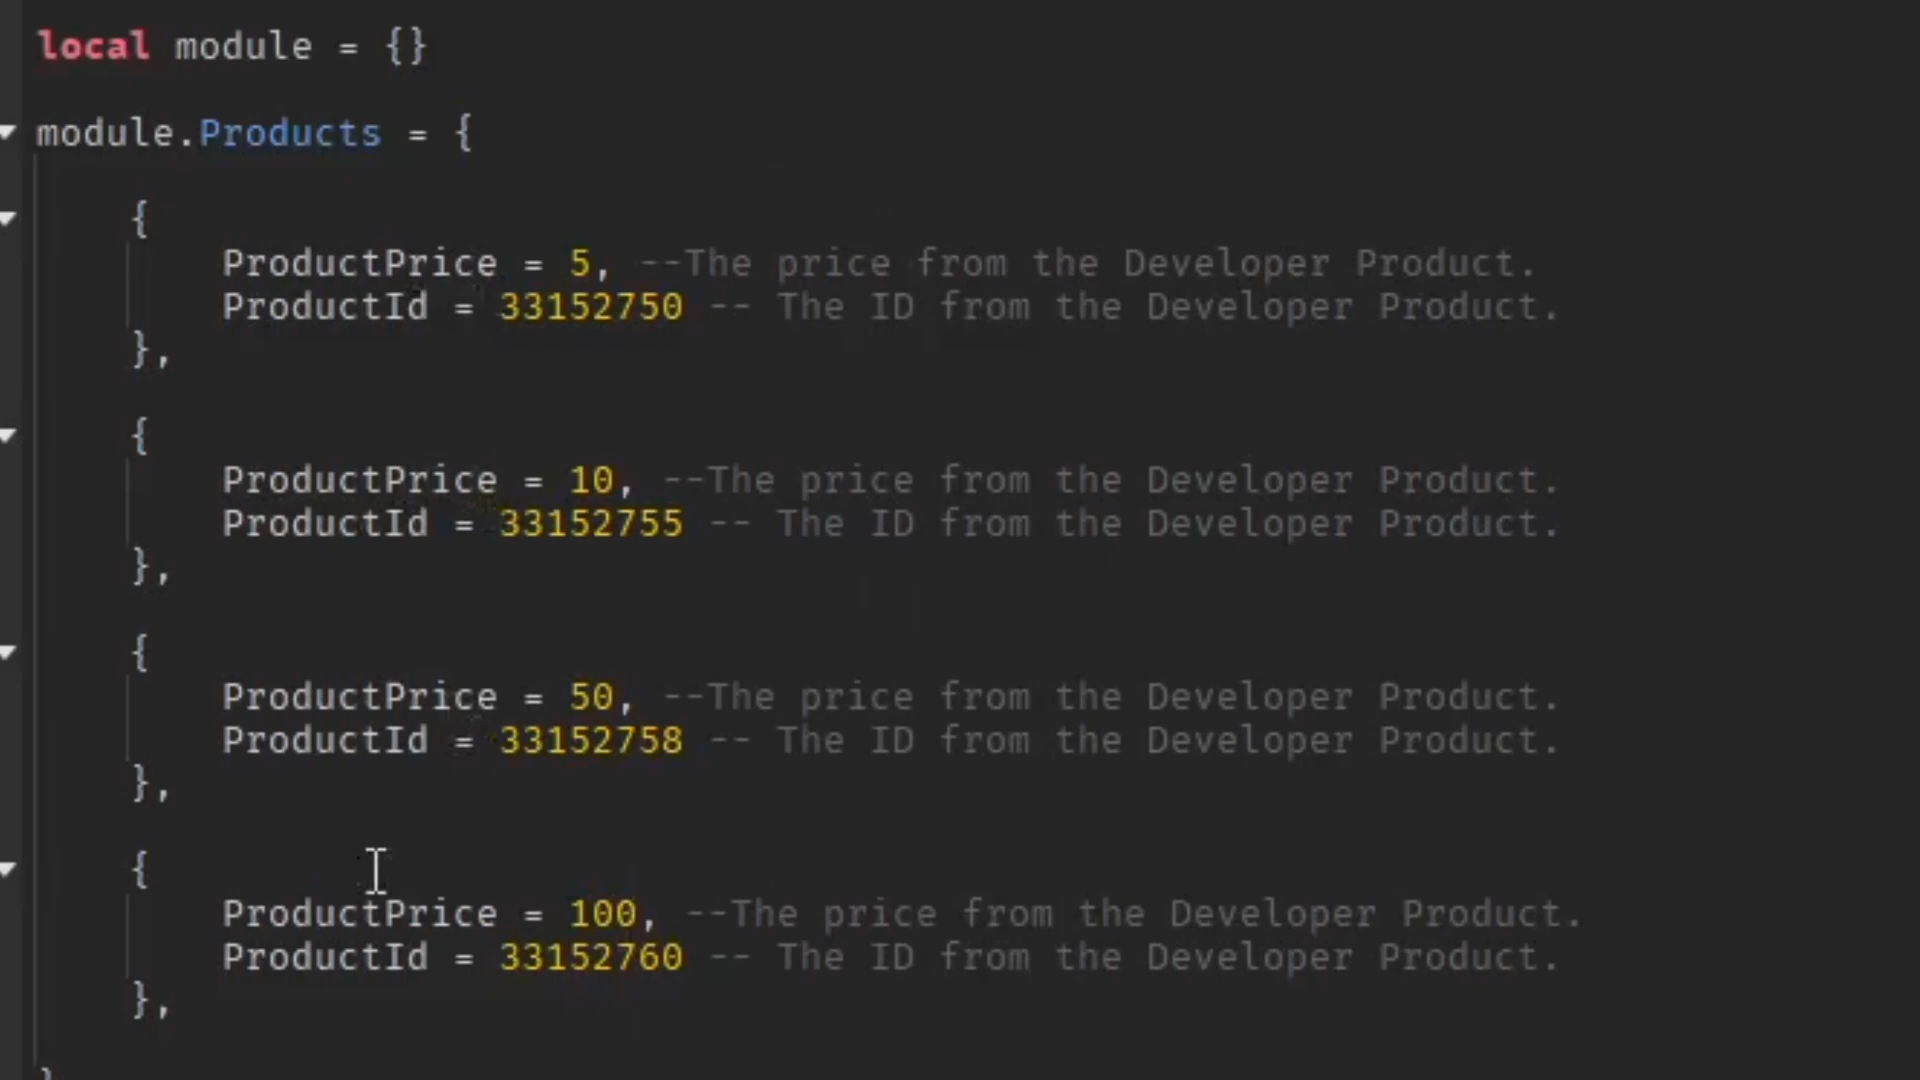 local module = {}
module.Products = {
{
ProductPrice = 5, --The price from the Developer Product.
ProductId = 33152750 -- The ID from the Developer Product.
},
{
ProductPrice = 10, --The price from the Developer Product.
ProductId = 33152755 -- The ID from the Developer Product.
},
{
ProductPrice = 50, --The price from the Developer Product.
ProductId = 33152758 -- The ID from the Developer Product.
},
{
ProductPrice = 100, --The price from the Developer Product.
ProductId = 33152760 -- The ID from the Developer Product.
},
}